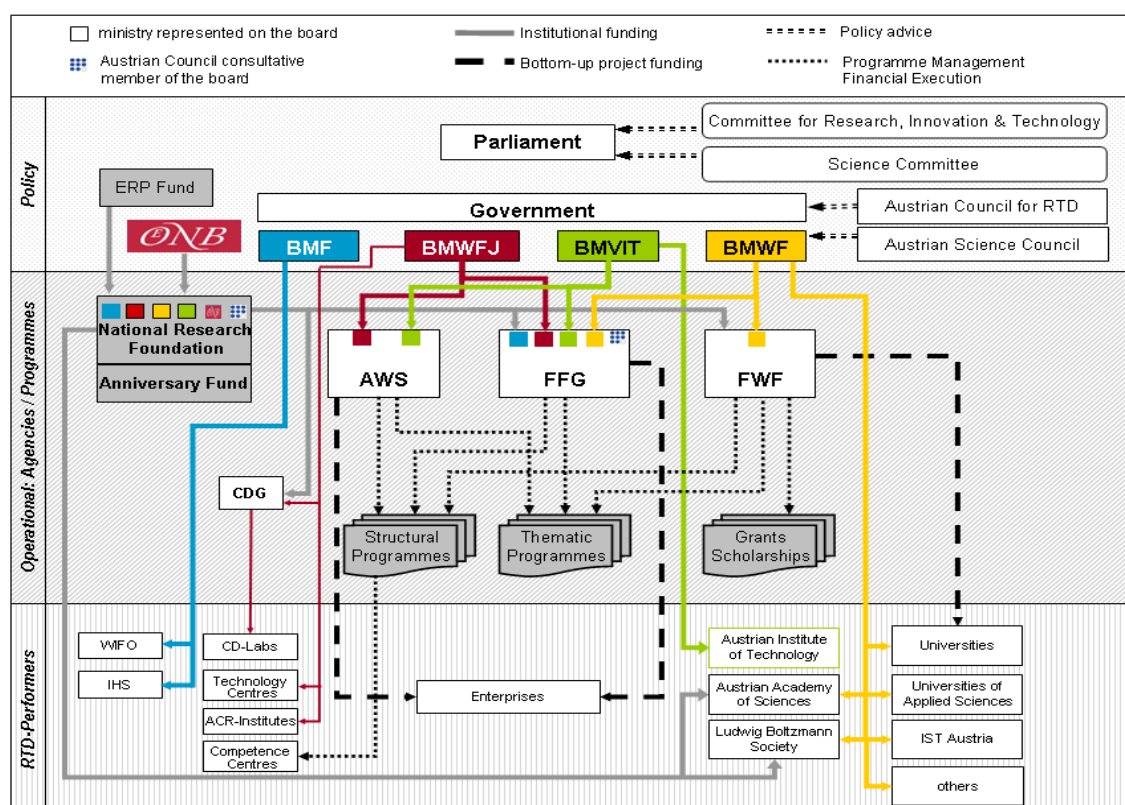 ministry represented on the board
Austrian Council consultative
member of the board
Institutional funding
Bottom-up project funding
Policy advice
Programme Management
Financial Execution
Policy
Parliament
Committee for Research, Innovation & Technology
Science Committee
ERP Fund
OeNB
Government
Austrian Council for RTD
Austrian Science Council
BMF
BMWFJ
BMVIT
BMWF
Operational: Agencies / Programmes
National Research
Foundation
Anniversary Fund
AWS
FFG
FWF
CDG
Structural
Programmes
Thematic
Programmes
Grants
Scholarships
RTD-Performers
WIFO
IHS
CD-Labs
Technology
Centres
ACR-Institutes
Competence
Centres
Enterprises
Austrian Institute
of Technology
Austrian Academy
of Sciences
Ludwig Boltzmann
Society
Universities
Universities of
Applied Sciences
IST Austria
others